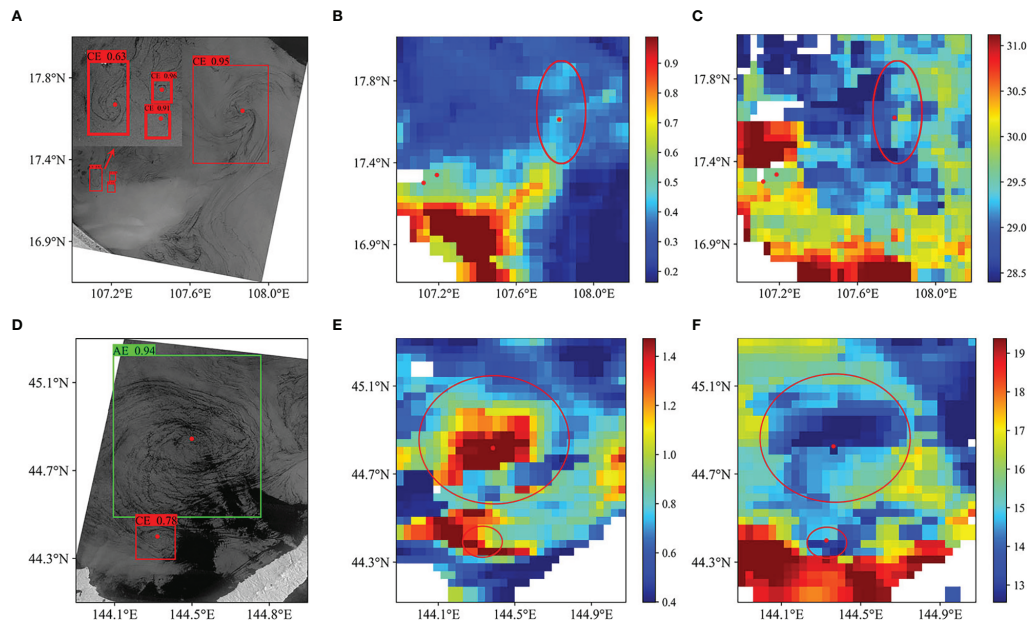 A
B
C
CE 0.63
CE 0.96
CE 0.91
CE 0.95
17.8°N
17.4°N
16.9°N
107.2°E
107.6°E
108.0°E
17.8°N
17.4°N
16.9°N
107.2°E
107.6°E
108.0°E
0.9
0.8
0.7
0.6
0.5
0.4
0.3
0.2
17.8°N
17.4°N
16.9°N
107.2°E
107.6°E
108.0°E
31.0
30.5
30.0
29.5
29.0
28.5
D
E
F
AE 0.94
CE 0.78
45.1°N
44.7°N
44.3°N
144.1°E
144.5°E
144.8°E
45.1°N
44.7°N
44.3°N
144.1°E
144.5°E
144.9°E
1.4
1.2
1.0
0.8
0.6
0.4
45.1°N
44.7°N
44.3°N
144.1°E
144.5°E
144.9°E
19
18
17
16
15
14
13